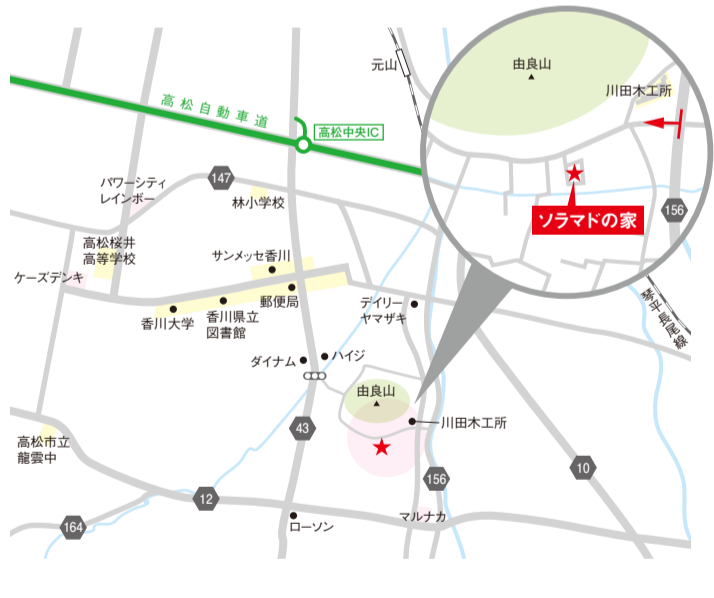 元山
由良山
川田木工所
高松自動車道
高松中央IC
パワーシティ
レインボー
147
林小学校
156
ソラマドの家
高松桜井
高等学校
サンメッセ香川
ケーズデンキ
郵便局
デイリー
ヤマザキ
琴平長尾線
香川大学
香川県立
図書館
ダイナム
ハイジ
由良山
川田木工所
43
高松市立
龍雲中
10
156
12
164
ローソン
マルナカ